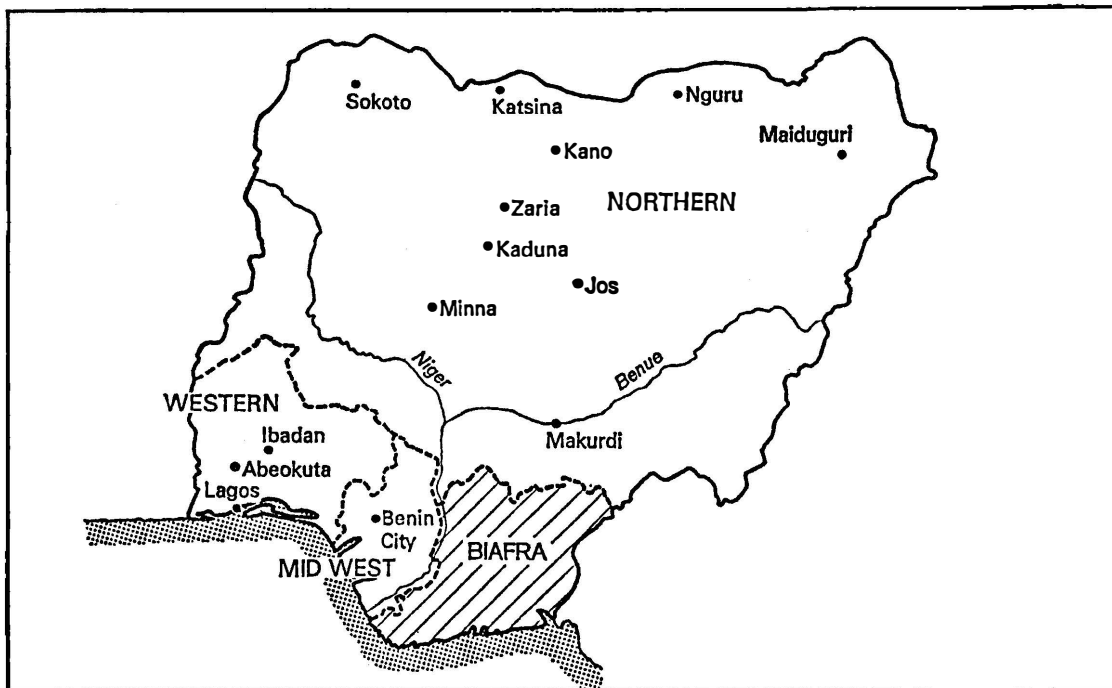 Sokoto
Katsina
Nguru
Maiduguri
Kano
NORTHERN
Zaria
Kaduna
Jos
Minna
Niger
Benue
WESTERN
Ibadan
Makurdi
Abeokuta
Lagos
Benin
City
BIAFRA
MID WEST